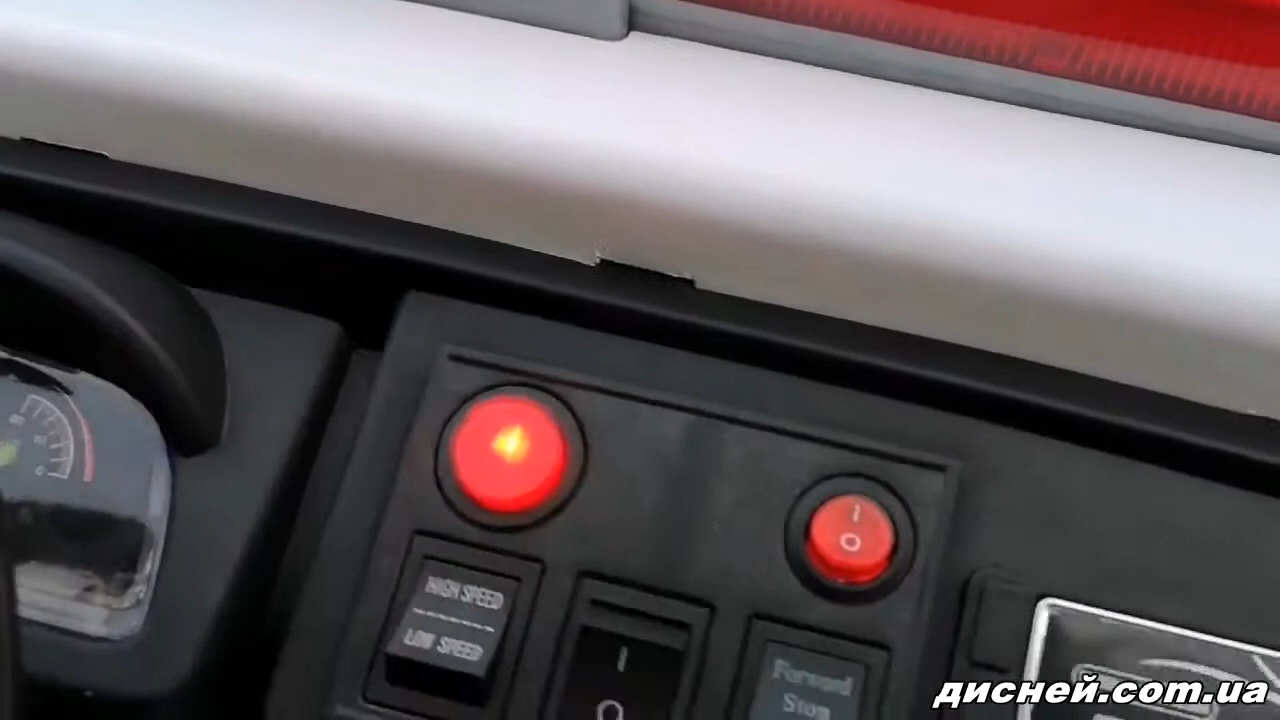 I
O
HIGH SPEED
LOW SPEED
I
O
Forward
Stop
дисней.com.ua